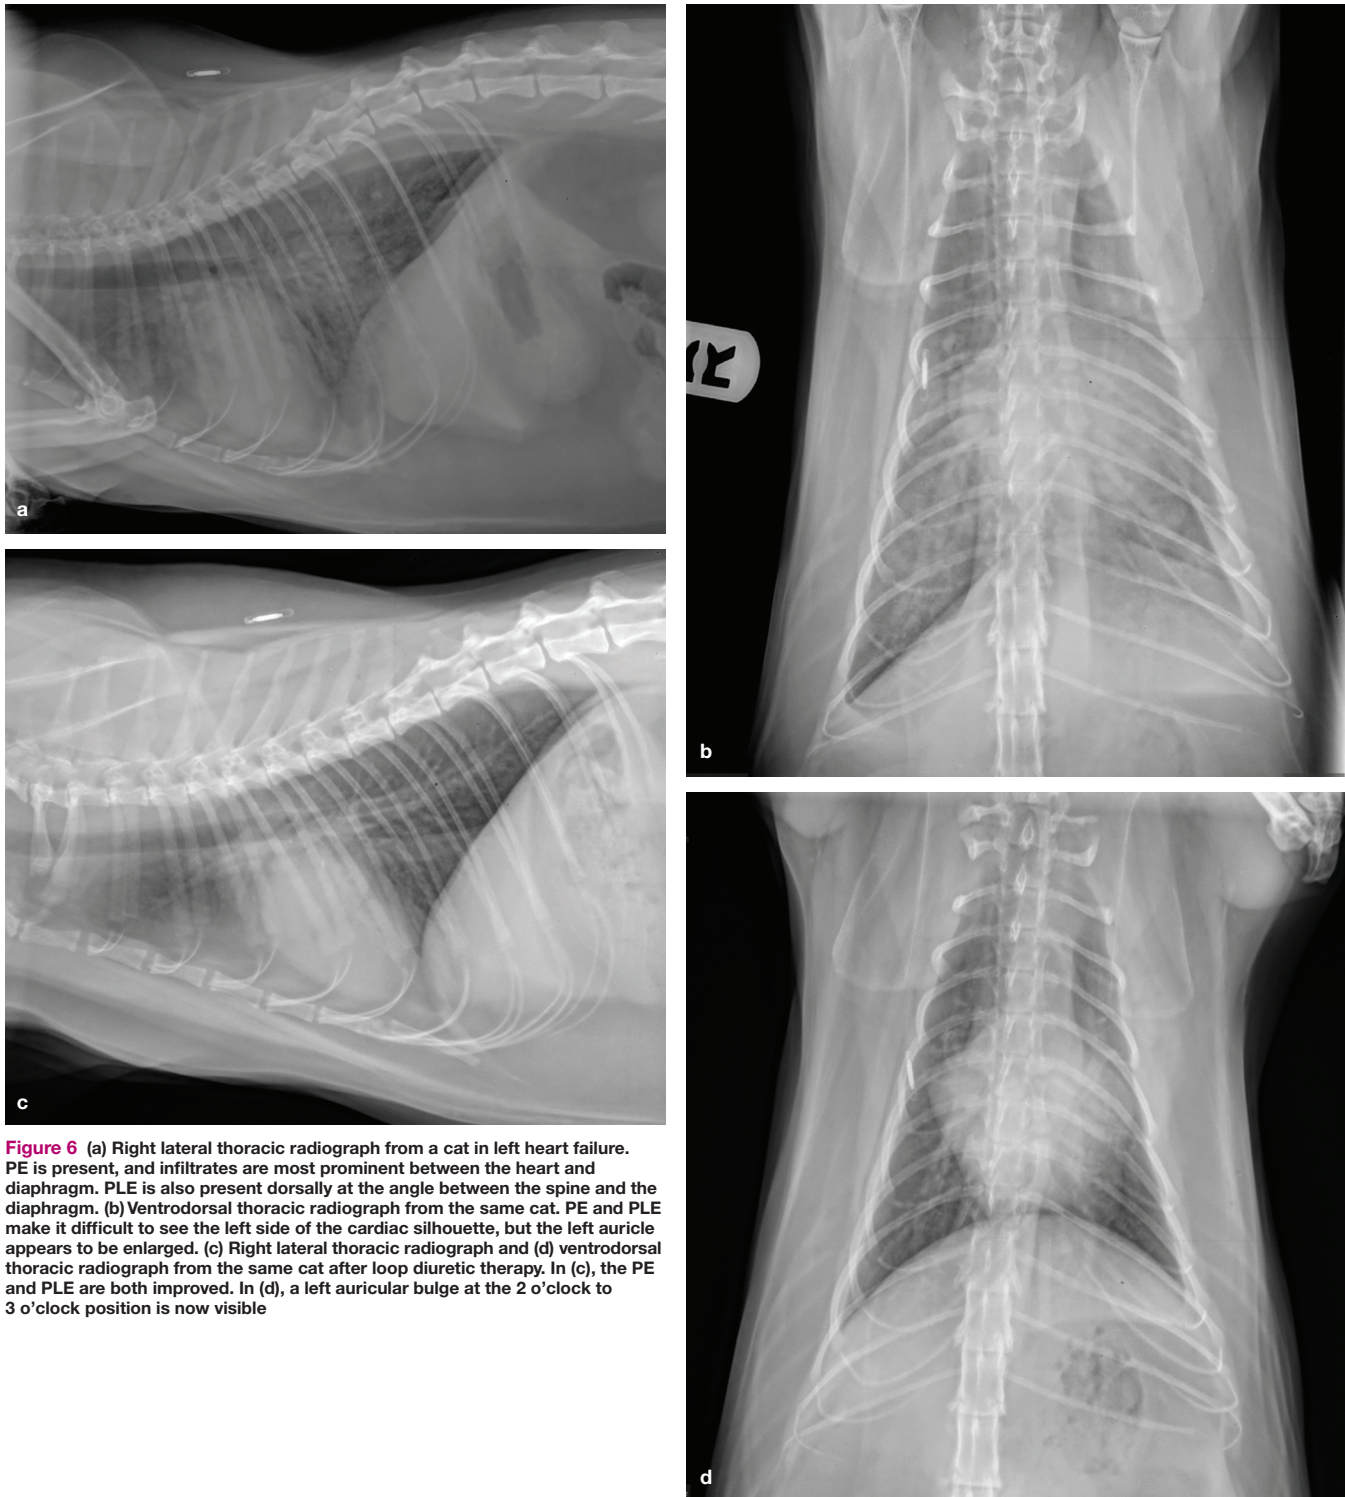 a
b
c
d
R
Figure 6 (a) Right lateral thoracic radiograph from a cat in left heart failure.
PE is present, and infiltrates are most prominent between the heart and
diaphragm. PLE is also present dorsally at the angle between the spine and the
diaphragm. (b) Ventrodorsal thoracic radiograph from the same cat. PE and PLE
make it difficult to see the left side of the cardiac silhouette, but the left auricle
appears to be enlarged. (c) Right lateral thoracic radiograph and (d) ventrodorsal
thoracic radiograph from the same cat after loop diuretic therapy. In (c), the PE
and PLE are both improved. In (d), a left auricular bulge at the 2 o’clock to
3 o’clock position is now visible